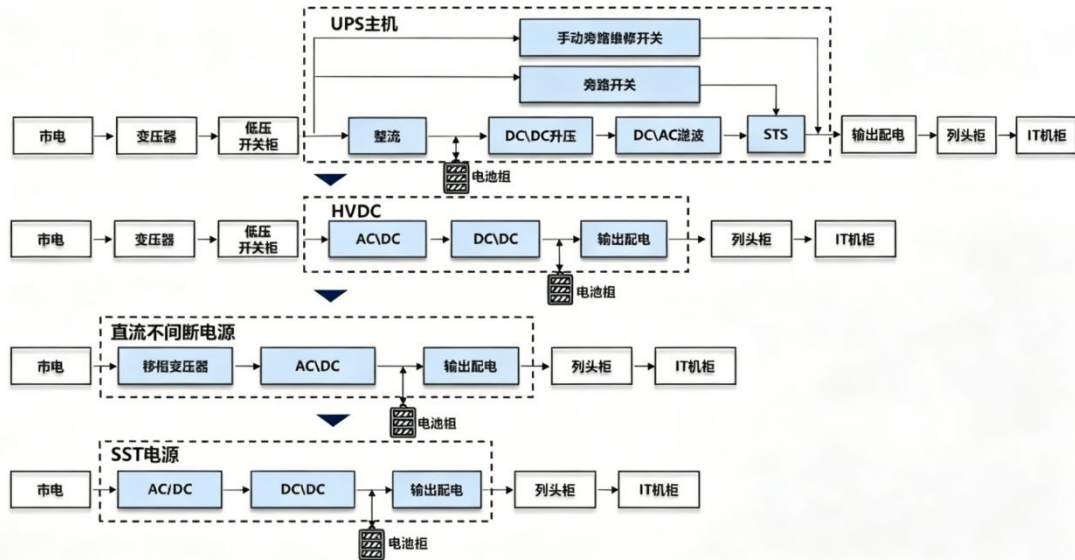 UPS主机
手动旁路维修开关
旁路开关
市电
变压器
低压
开关柜
整流
DC\DC升压
DC\AC滤波
STS
输出配电
列头柜
IT机柜
电池组
HVDC
市电
变压器
低压
开关柜
AC\DC
DC\DC
输出配电
列头柜
IT机柜
电池组
直流不间断电源
市电
移相变压器
AC\DC
输出配电
列头柜
IT机柜
电池组
SST电源
市电
AC/DC
DC\DC
输出配电
列头柜
IT机柜
电池组